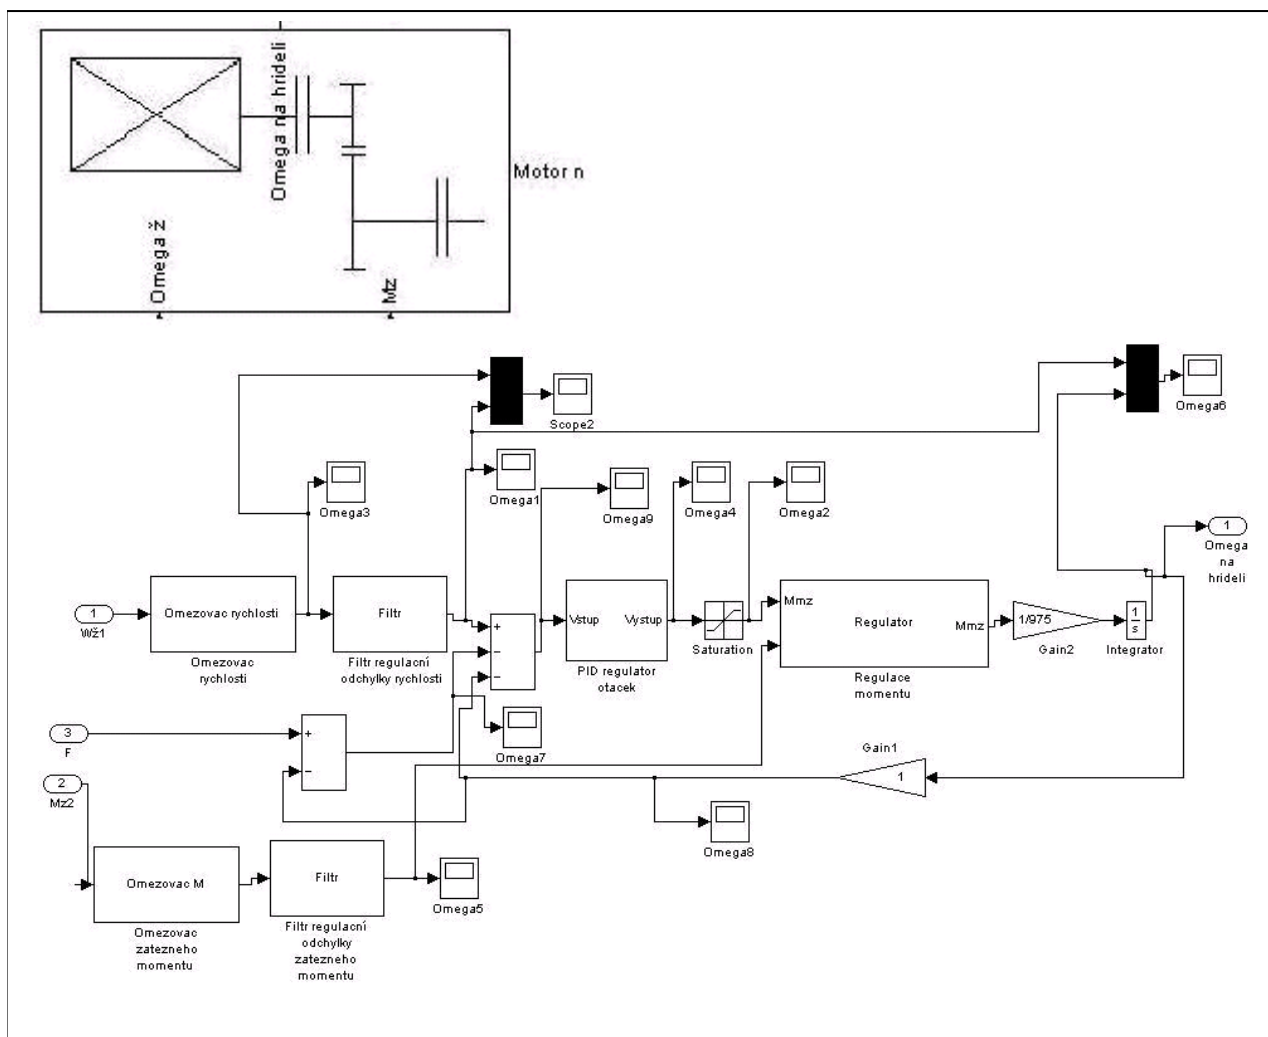 Omega na hrideli
Motor n
Omega ž
Mz
Scope2
Omega6
Omega3
Omega1
Omega9
Omega4
Omega2
1
Omega
na
hrideli
1
Wž1
Omezovac rychlosti
Omezovac
rychlosti
Filtr
Filtr regulacní
odchylky rychlosti
+
−
−
Vstup
Vystup
PID regulator
otacek
Saturation
Mmz
Regulator
Mmz
Regulace
momentu
1/975
Gain2
1
s
Integrator
3
F
+
−
Omega7
Gain1
1
2
Mz2
Omega8
Omezovac M
Omezovac
zatezneho
momentu
Filtr
Filtr regulacní
odchylky
zatezneho
momentu
Omega5